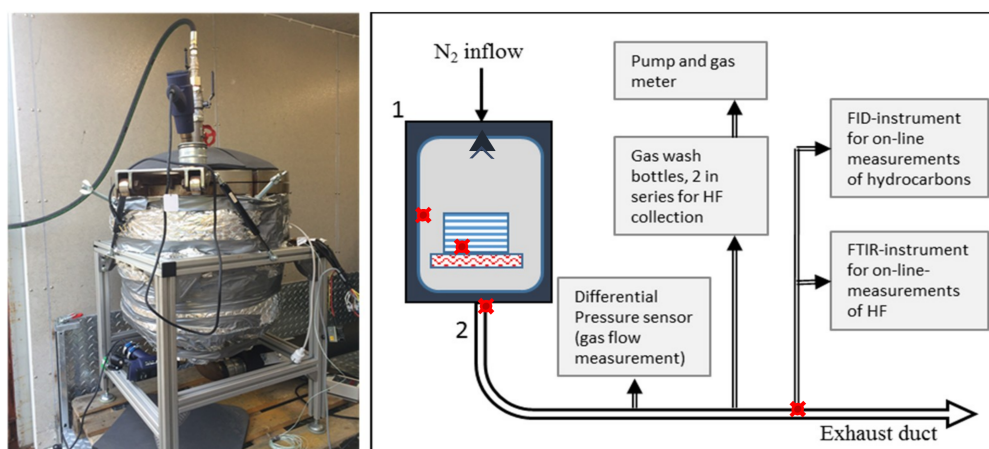 N2 inflow
1
2
Pump and gas
meter
Gas wash
bottles, 2 in
series for HF
collection
Differential
Pressure sensor
(gas flow
measurement)
FID-instrument
for on-line
measurements
of hydrocarbons
FTIR-instrument
for on-line-
measurements
of HF
Exhaust duct